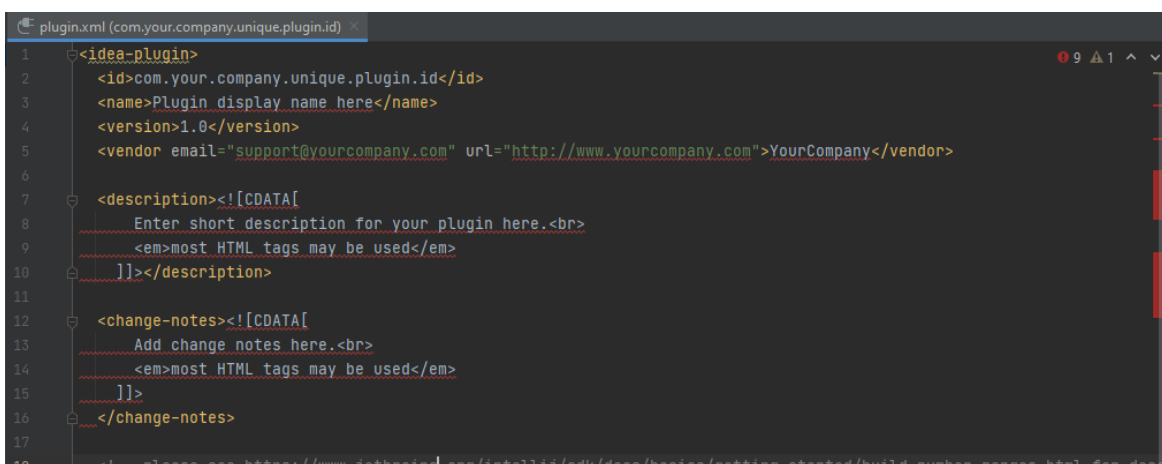 plugin.xml (com.your.company.unique.plugin.id)
1 <idea-plugin> 9 1
2 <id>com.your.company.unique.plugin.id</id>
3 <name>Plugin display name here</name>
4 <version>1.0</version>
5 <vendor email="support@yourcompany.com" url="http://www.yourcompany.com">YourCompany</vendor>
6
7 <description><![CDATA[
8 Enter short description for your plugin here.<br>
9 <em>most HTML tags may be used</em>
10 ]]></description>
11
12 <change-notes><![CDATA[
13 Add change notes here.<br>
14 <em>most HTML tags may be used</em>
15 ]]>
16 </change-notes>
17